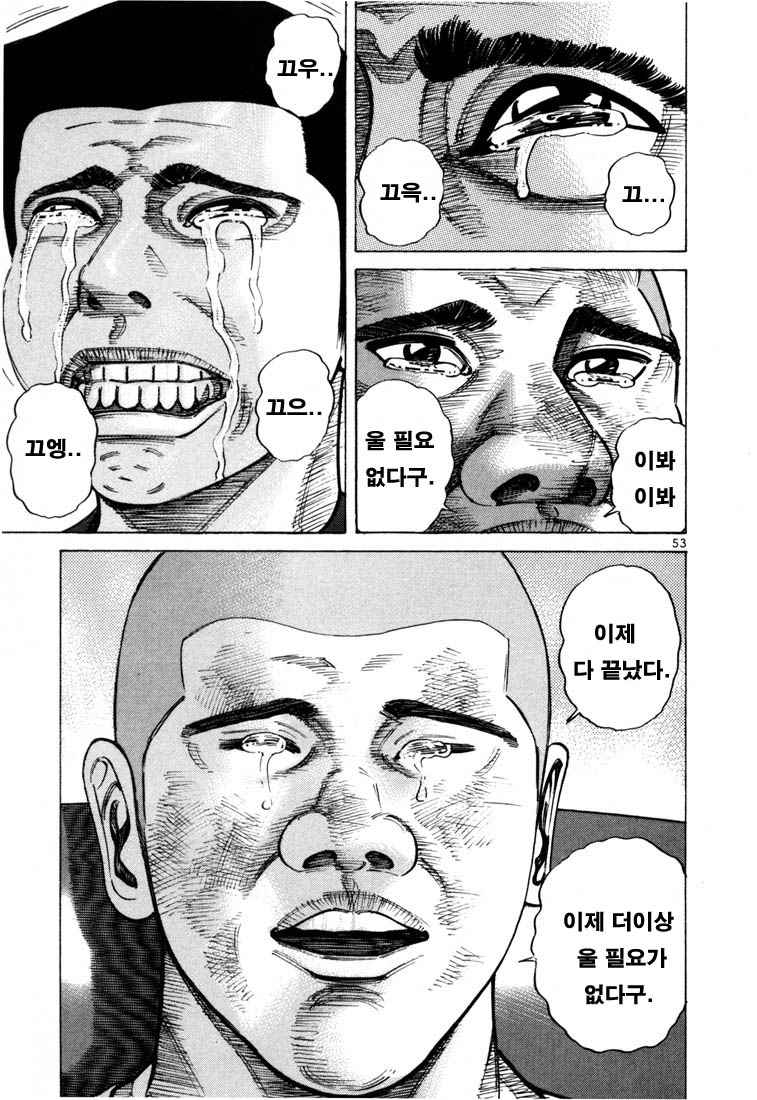 끄...
끄윽..
끄우..
끄으..
끄엥..
이봐
이봐
울 필요
없다구.
53
이제
다 끝났다.
이제 더이상
울 필요가
없다구.